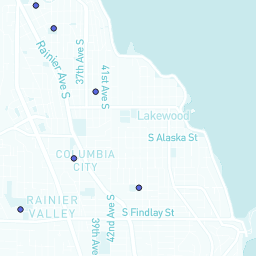 Rainier Ave S
37th Ave S
41st Ave S
Lakewood
S Alaska St
COLUMBIA
CITY
RAINIER
VALLEY
42nd Ave S
S Findlay St
39th Ave